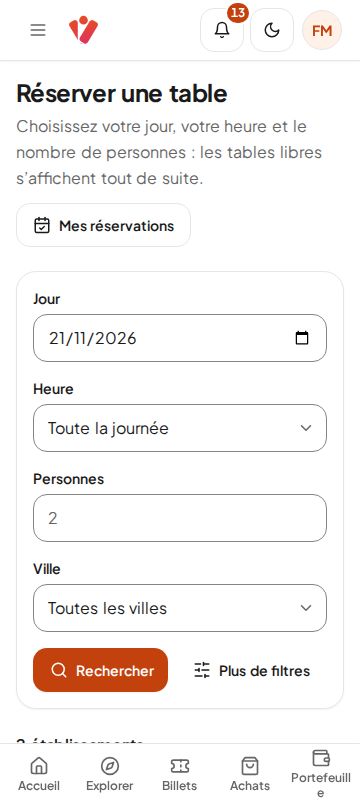 13
FM
Réserver une table
Choisissez votre jour, votre heure et le
nombre de personnes : les tables libres
s'affichent tout de suite.
Mes réservations
Jour
21/11/2026
Heure
Toute la journée
Personnes
2
Ville
Toutes les villes
Rechercher
Plus de filtres
Accueil
Explorer
Billets
Achats
Portefeuill
e